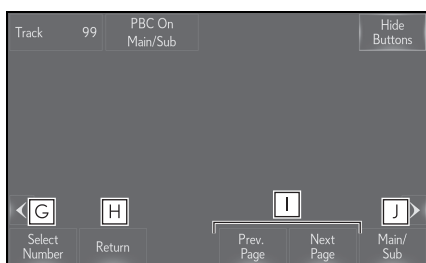 Track 99
PBC On
Main/Sub
Hide
Buttons
G
H
I
J
Select
Number
Return
Prev.
Page
Next
Page
Main/
Sub